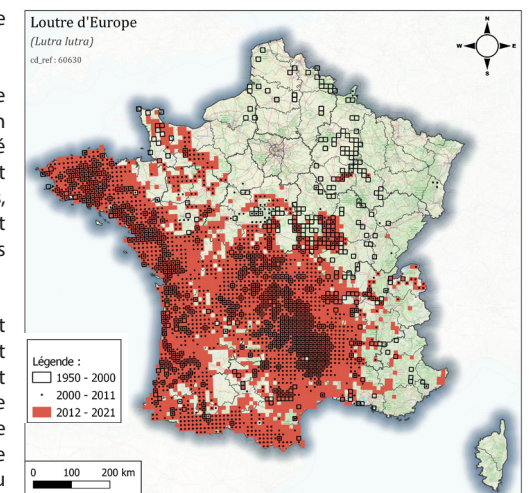 Loutre d'Europe
(Lutra lutra)
cd_ref : 60630
N
W
E
S
Légende :
1950 - 2000
2000 - 2011
2012 - 2021
0 100 200 km